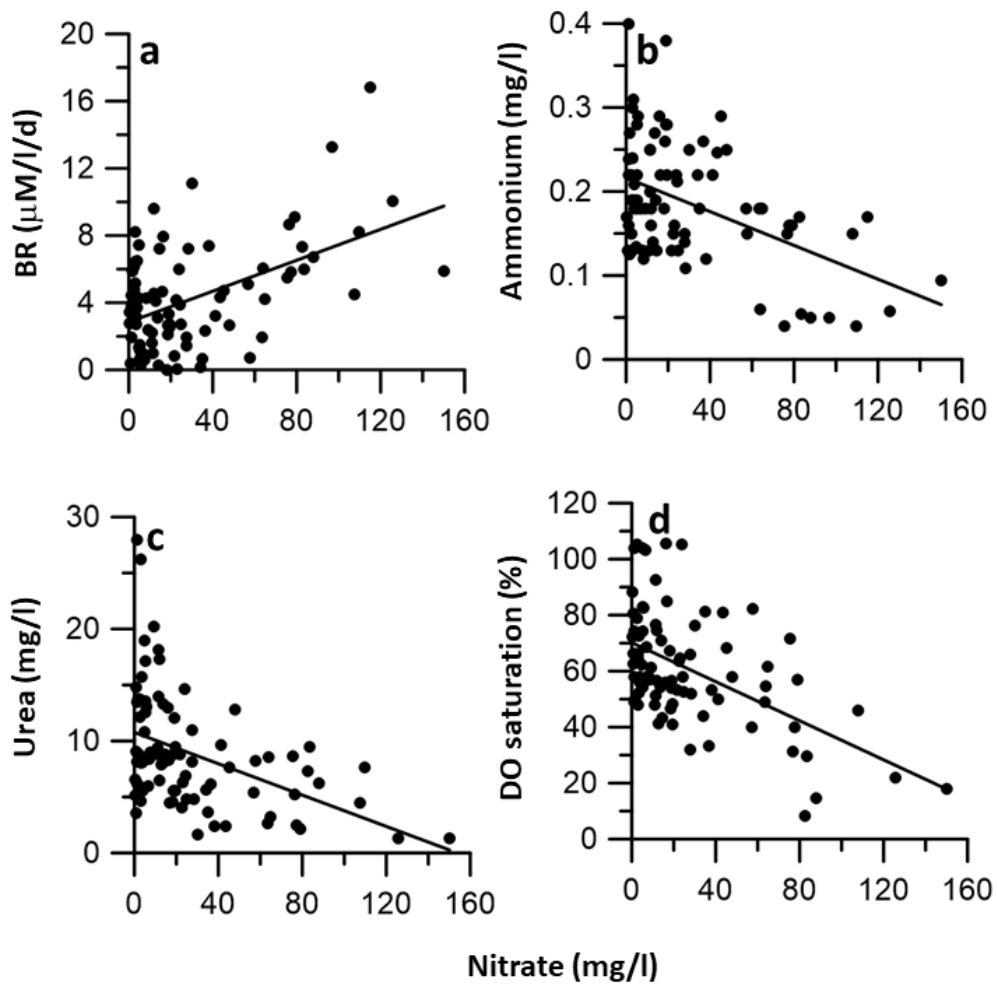 a
BR (μM/l/d)
20
16
12
8
4
0
0 40 80 120 160
b
Ammonium (mg/l)
0.4
0.3
0.2
0.1
0
0 40 80 120 160
c
Urea (mg/l)
30
20
10
0
0 40 80 120 160
d
DO saturation (%)
120
100
80
60
40
20
0
0 40 80 120 160
Nitrate (mg/l)